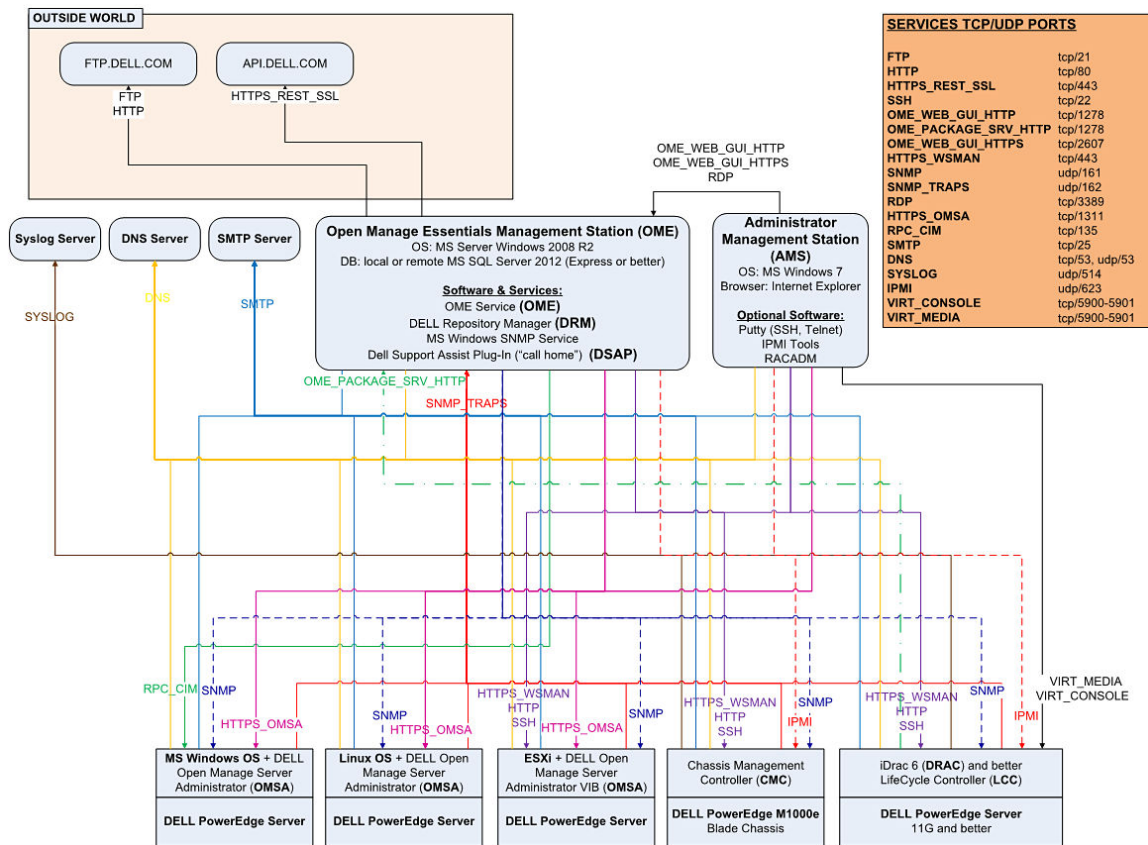 OUTSIDE WORLD
FTP.DELL.COM
API.DELL.COM
FTP
HTTP
HTTPS_REST_SSL
SERVICES TCP/UDP PORTS
FTP tcp/21
HTTP tcp/80
HTTPS_REST_SSL tcp/443
SSH tcp/22
OME_WEB_GUI_HTTP tcp/1278
OME_PACKAGE_SRV_HTTP tcp/1278
OME_WEB_GUI_HTTPS tcp/2607
HTTPS_WSMAN tcp/443
SNMP udp/161
SNMP_TRAPS udp/162
RDP tcp/3389
HTTPS_OMSA tcp/1311
RPC_CIM tcp/135
SMTP tcp/25
DNS tcp/53, udp/53
SYSLOG udp/514
IPMI udp/623
VIRT_CONSOLE tcp/5900-5901
VIRT_MEDIA tcp/5900-5901
OME_WEB_GUI_HTTP
OME_WEB_GUI_HTTPS
RDP
Syslog Server
DNS Server
SMTP Server
Open Manage Essentials Management Station (OME)
OS: MS Server Windows 2008 R2
DB: local or remote MS SQL Server 2012 (Express or better)
Software & Services:
OME Service (OME)
DELL Repository Manager (DRM)
MS Windows SNMP Service
Dell Support Assist Plug-In ("call home") (DSAP)
Administrator
Management Station
(AMS)
OS: MS Windows 7
Browser: Internet Explorer
Optional Software:
Putty (SSH, Telnet)
IPMI Tools
RACADM
SYSLOG
DNS
SMTP
OME_PACKAGE_SRV_HTTP
SNMP_TRAPS
RPC_CIM
SNMP
HTTPS_OMSA
SNMP
HTTPS_OMSA
HTTPS_WSMAN
HTTP
SSH
HTTPS_OMSA
SNMP
HTTPS_WSMAN
HTTP
SSH
IPMI
SNMP
HTTPS_WSMAN
HTTP
SSH
SNMP
IPMI
VIRT_MEDIA
VIRT_CONSOLE
MS Windows OS + DELL
Open Manage Server
Administrator (OMSA)
DELL PowerEdge Server
Linux OS + DELL Open
Manage Server
Administrator (OMSA)
DELL PowerEdge Server
ESXi + DELL Open
Manage Server
Administrator VIB (OMSA)
DELL PowerEdge Server
Chassis Management
Controller (CMC)
DELL PowerEdge M1000e
Blade Chassis
iDrac 6 (DRAC) and better
LifeCycle Controller (LCC)
DELL PowerEdge Server
11G and better